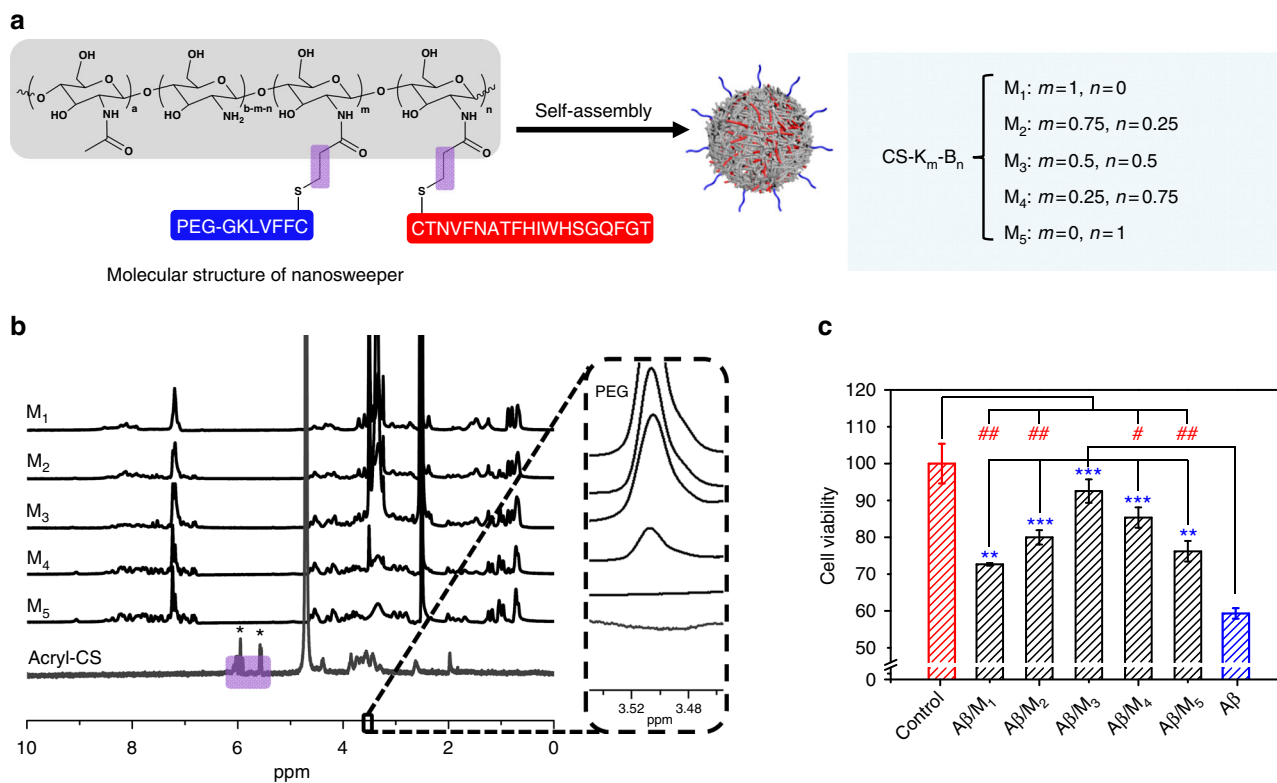 a
OH OH OH OH
O O O O O
HO NH a HO NH₂ b-m-n HO NH m HO NH n
O O O
S S
PEG-GKLVFFC CTNVFNATFHIWHSGQFGT
Molecular structure of nanosweeper
Self-assembly
CS-Kₘ-Bₙ
M₁: m=1, n=0
M₂: m=0.75, n=0.25
M₃: m=0.5, n=0.5
M₄: m=0.25, n=0.75
M₅: m=0, n=1
b
M₁
M₂
M₃
M₄
M₅
Acryl-CS
* *
10 8 6 4 2 0
ppm
PEG
3.52 3.48
ppm
c
Cell viability
120
110
100
90
80
70
60
50
0
## ## # ##
** *** *** *** **
Control Aβ/M₁ Aβ/M₂ Aβ/M₃ Aβ/M₄ Aβ/M₅ Aβ